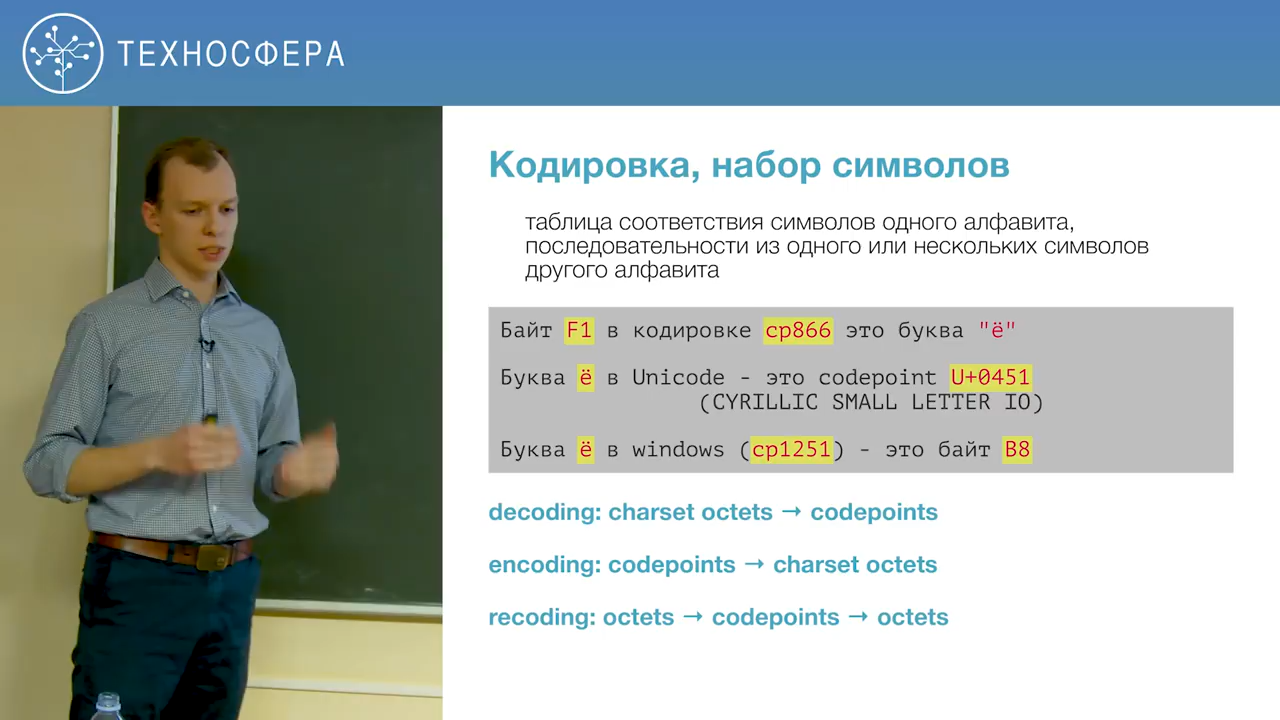 ТЕХНОСФЕРА
Кодировка, набор символов
таблица соответствия символов одного алфавита,
последовательности из одного или нескольких символов
другого алфавита
Байт F1 в кодировке cp866 это буква "ё"
Буква ё в Unicode - это codepoint U+0451
(CYRILLIC SMALL LETTER IO)
Буква ё в windows (cp1251) - это байт B8
decoding: charset octets → codepoints
encoding: codepoints → charset octets
recoding: octets → codepoints → octets